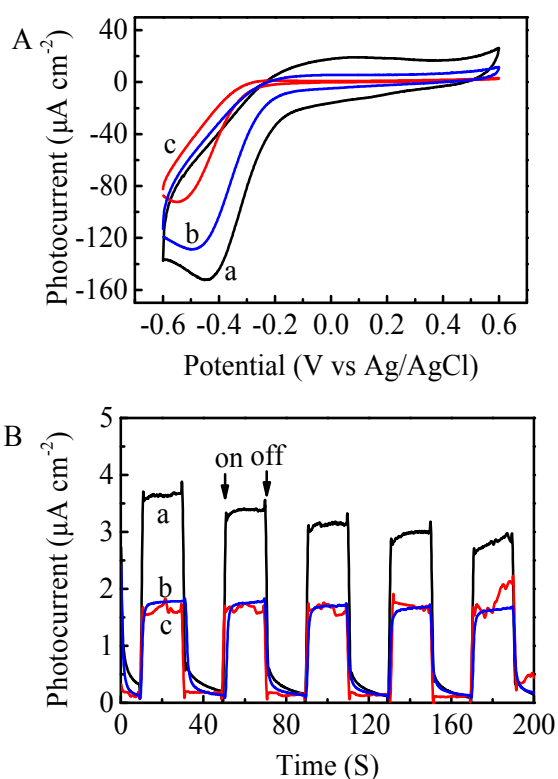 A
Photocurrent (μA cm⁻²)
40
0
-40
-80
-120
-160
c
b
a
-0.6 -0.4 -0.2 0.0 0.2 0.4 0.6
Potential (V vs Ag/AgCl)
B
Photocurrent (μA cm⁻²)
5
4
3
2
1
0
on off
a
b
c
0 40 80 120 160 200
Time (S)